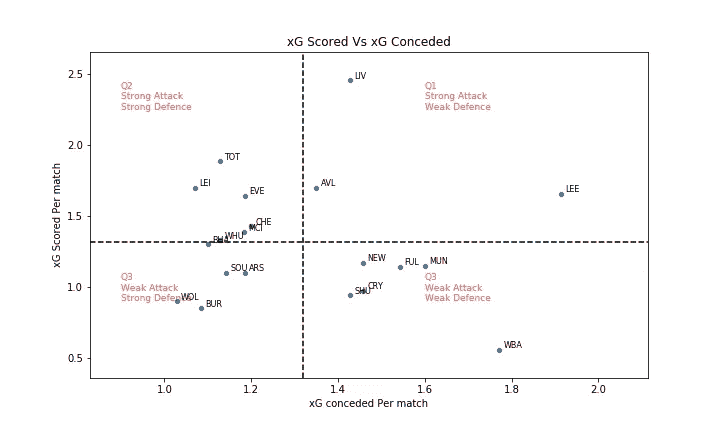 xG Scored Vs xG Conceded
2.5
2.0
1.5
1.0
0.5
xG Scored Per match
Q2
Strong Attack
Strong Defence
Q1
Strong Attack
Weak Defence
LIV
TOT
LEI
EVE
AVL
LEE
CHE
MCI
WHU
BHA
SOU
ARS
NEW
FUL
MUN
Q3
Weak Attack
Strong Defence
Q3
Weak Attack
Weak Defence
WOL
BUR
CRY
SHU
WBA
1.0
1.2
1.4
1.6
1.8
2.0
xG conceded Per match